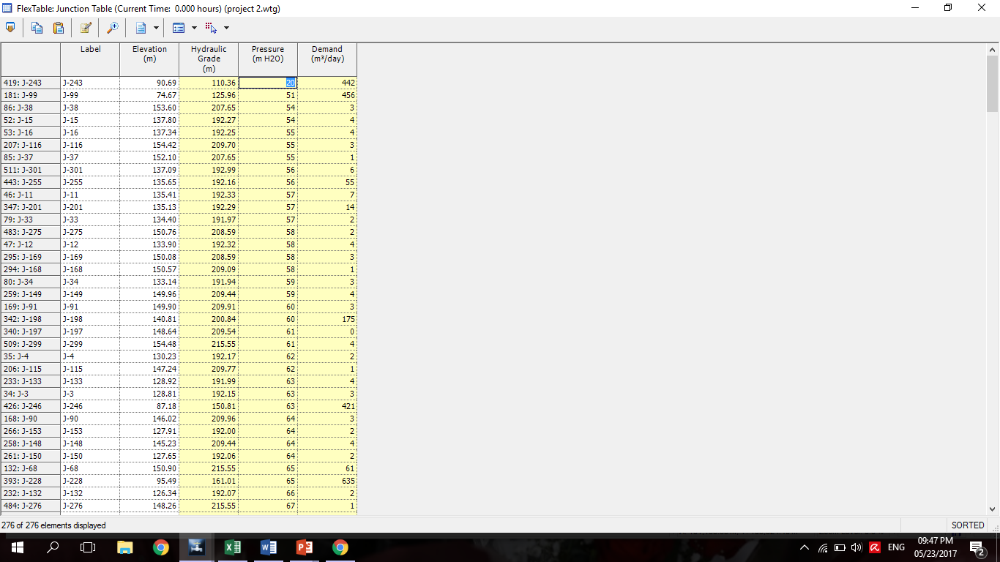 FlexTable: Junction Table (Current Time: 0.000 hours) (project 2.wtg)
Label Elevation (m) Hydraulic Grade (m) Pressure (m H2O) Demand (m³/day)
419: J-243 J-243 90.69 110.36 20 442
181: J-99 J-99 74.67 125.96 51 456
86: J-38 J-38 153.60 207.65 54 3
52: J-15 J-15 137.80 192.27 54 4
53: J-16 J-16 137.34 192.25 55 4
207: J-116 J-116 154.42 209.70 55 3
85: J-37 J-37 152.10 207.65 55 1
511: J-301 J-301 137.09 192.99 56 6
443: J-255 J-255 135.65 192.16 56 55
46: J-11 J-11 135.41 192.33 57 7
347: J-201 J-201 135.13 192.29 57 14
79: J-33 J-33 134.40 191.97 57 2
483: J-275 J-275 150.76 208.59 58 2
47: J-12 J-12 133.90 192.32 58 4
295: J-169 J-169 150.08 208.59 58 3
294: J-168 J-168 150.57 209.09 58 1
80: J-34 J-34 133.14 191.94 59 3
259: J-149 J-149 149.96 209.44 59 4
169: J-91 J-91 149.90 209.91 60 3
342: J-198 J-198 140.81 200.84 60 175
340: J-197 J-197 148.64 209.54 61 0
509: J-299 J-299 154.48 215.55 61 4
35: J-4 J-4 130.23 192.17 62 2
206: J-115 J-115 147.24 209.77 62 1
233: J-133 J-133 128.92 191.99 63 4
34: J-3 J-3 128.81 192.15 63 3
426: J-246 J-246 87.18 150.81 63 421
168: J-90 J-90 146.02 209.96 64 3
266: J-153 J-153 127.91 192.00 64 2
258: J-148 J-148 145.23 209.44 64 4
261: J-150 J-150 127.65 192.06 64 2
132: J-68 J-68 150.90 215.55 65 61
393: J-228 J-228 95.49 161.01 65 635
232: J-132 J-132 126.34 192.07 66 2
484: J-276 J-276 148.26 215.55 67 1
276 of 276 elements displayed SORTED
ENG 09:47 PM
05/23/2017 2